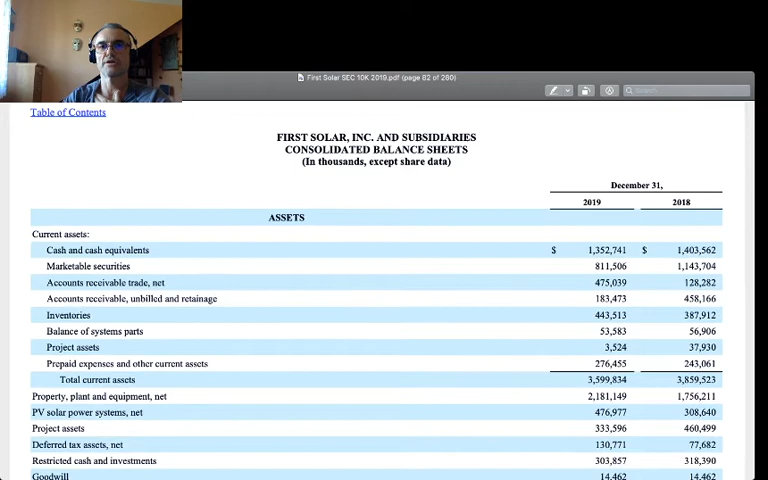 First Solar SEC 10K 2019.pdf (page 82 of 260)
Search
Table of Contents
FIRST SOLAR, INC. AND SUBSIDIARIES
CONSOLIDATED BALANCE SHEETS
(In thousands, except share data)
December 31,
2019 2018
ASSETS
Current assets:
Cash and cash equivalents $ 1,352,741 $ 1,403,562
Marketable securities 811,506 1,143,704
Accounts receivable trade, net 475,039 128,282
Accounts receivable, unbilled and retainage 183,473 458,166
Inventories 443,513 387,912
Balance of systems parts 53,583 56,906
Project assets 3,524 37,930
Prepaid expenses and other current assets 276,455 243,061
Total current assets 3,599,834 3,859,523
Property, plant and equipment, net 2,181,149 1,756,211
PV solar power systems, net 476,977 308,640
Project assets 333,596 460,499
Deferred tax assets, net 130,771 77,682
Restricted cash and investments 303,857 318,390
Goodwill 14,462 14,462